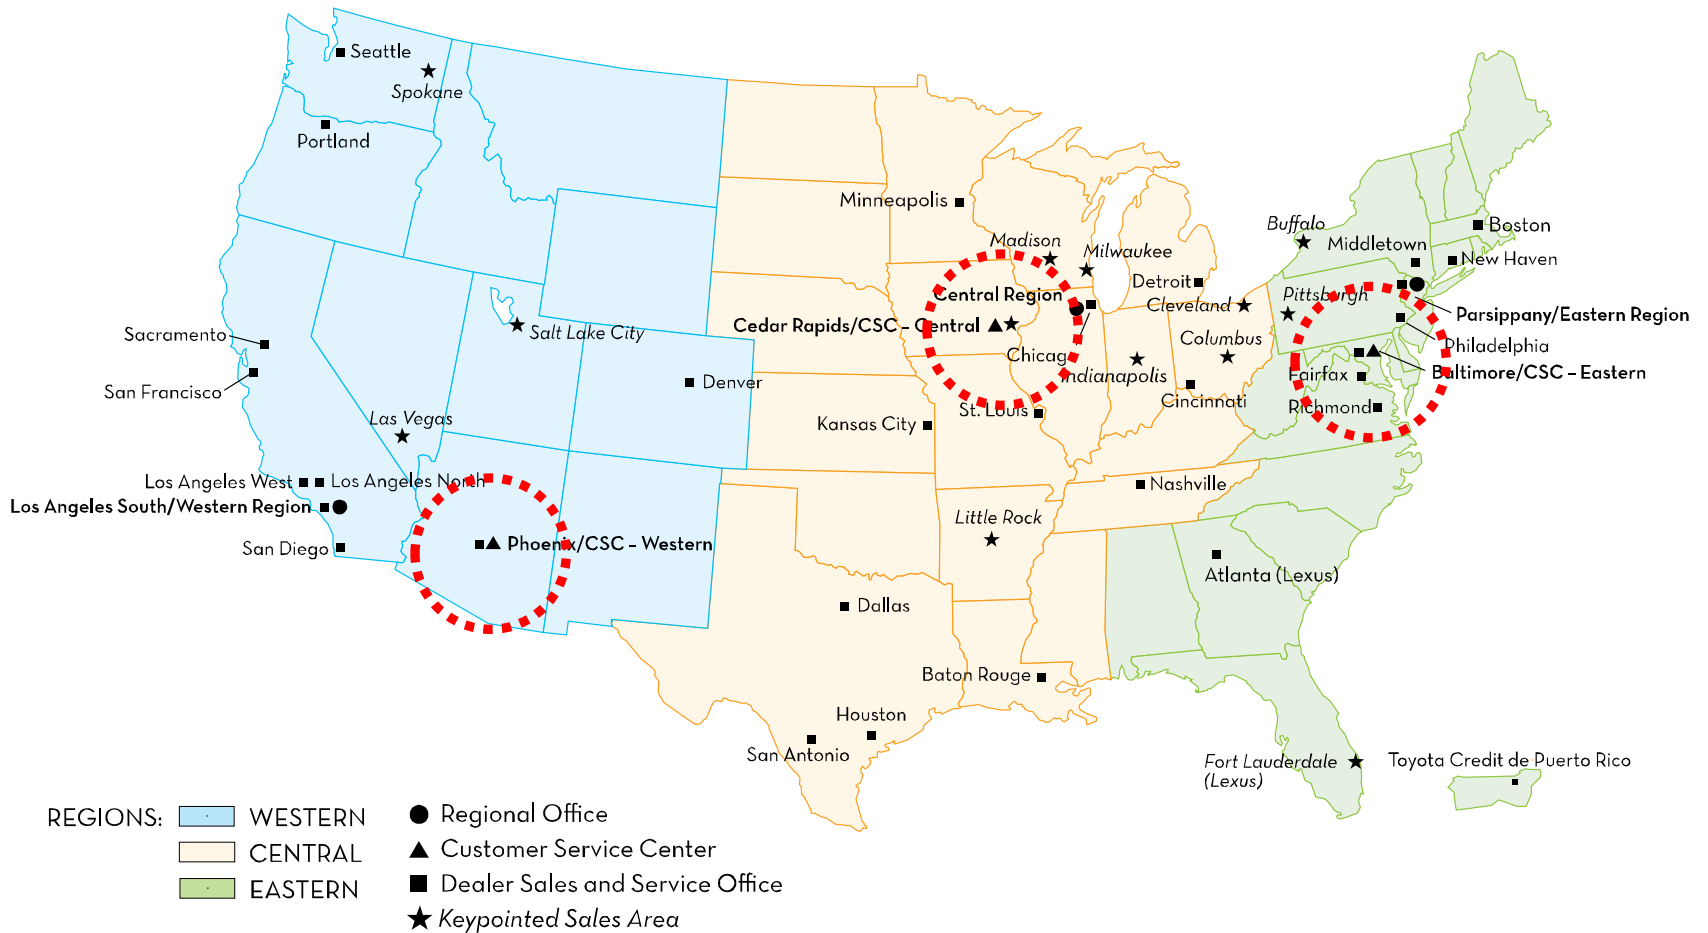 Seattle
Spokane
Portland
Minneapolis
Madison
Milwaukee
Buffalo
Boston
Middletown
New Haven
Detroit
Central Region
Cleveland
Pittsburgh
Parsippany/Eastern Region
Cedar Rapids/CSC – Central
Salt Lake City
Sacramento
Columbus
Philadelphia
Chicag
Indianapolis
Fairfax
Baltimore/CSC – Eastern
Denver
San Francisco
Cincinnati
Richmond
St. Louis
Las Vegas
Kansas City
Los Angeles West
Los Angeles North
Nashville
Los Angeles South/Western Region
Little Rock
San Diego
Phoenix/CSC – Western
Atlanta (Lexus)
Dallas
Baton Rouge
Houston
San Antonio
Fort Lauderdale
(Lexus)
Toyota Credit de Puerto Rico
REGIONS:
WESTERN
CENTRAL
EASTERN
Regional Office
Customer Service Center
Dealer Sales and Service Office
Keypointed Sales Area